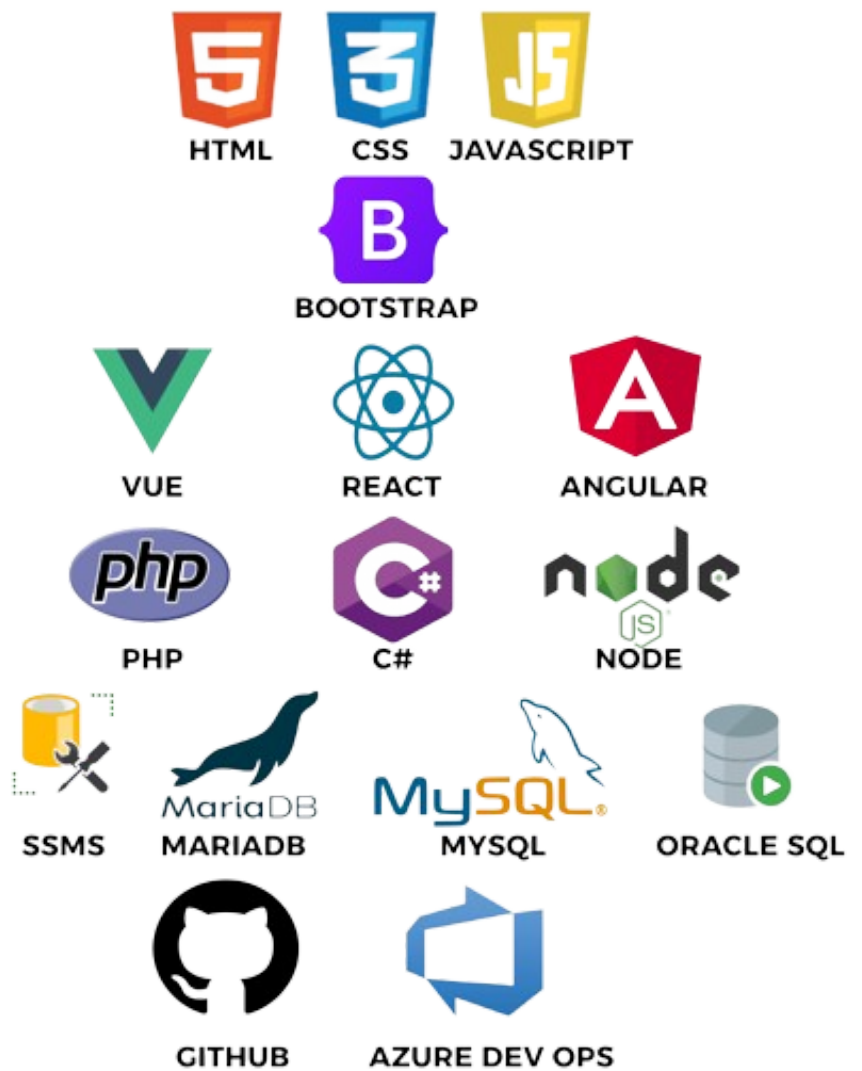 5 3 JS
HTML CSS JAVASCRIPT
B
BOOTSTRAP
A
VUE REACT ANGULAR
php C# node
JS
PHP C# NODE
MariaDB MySQL®
SSMS MARIADB MYSQL ORACLE SQL
GITHUB AZURE DEV OPS